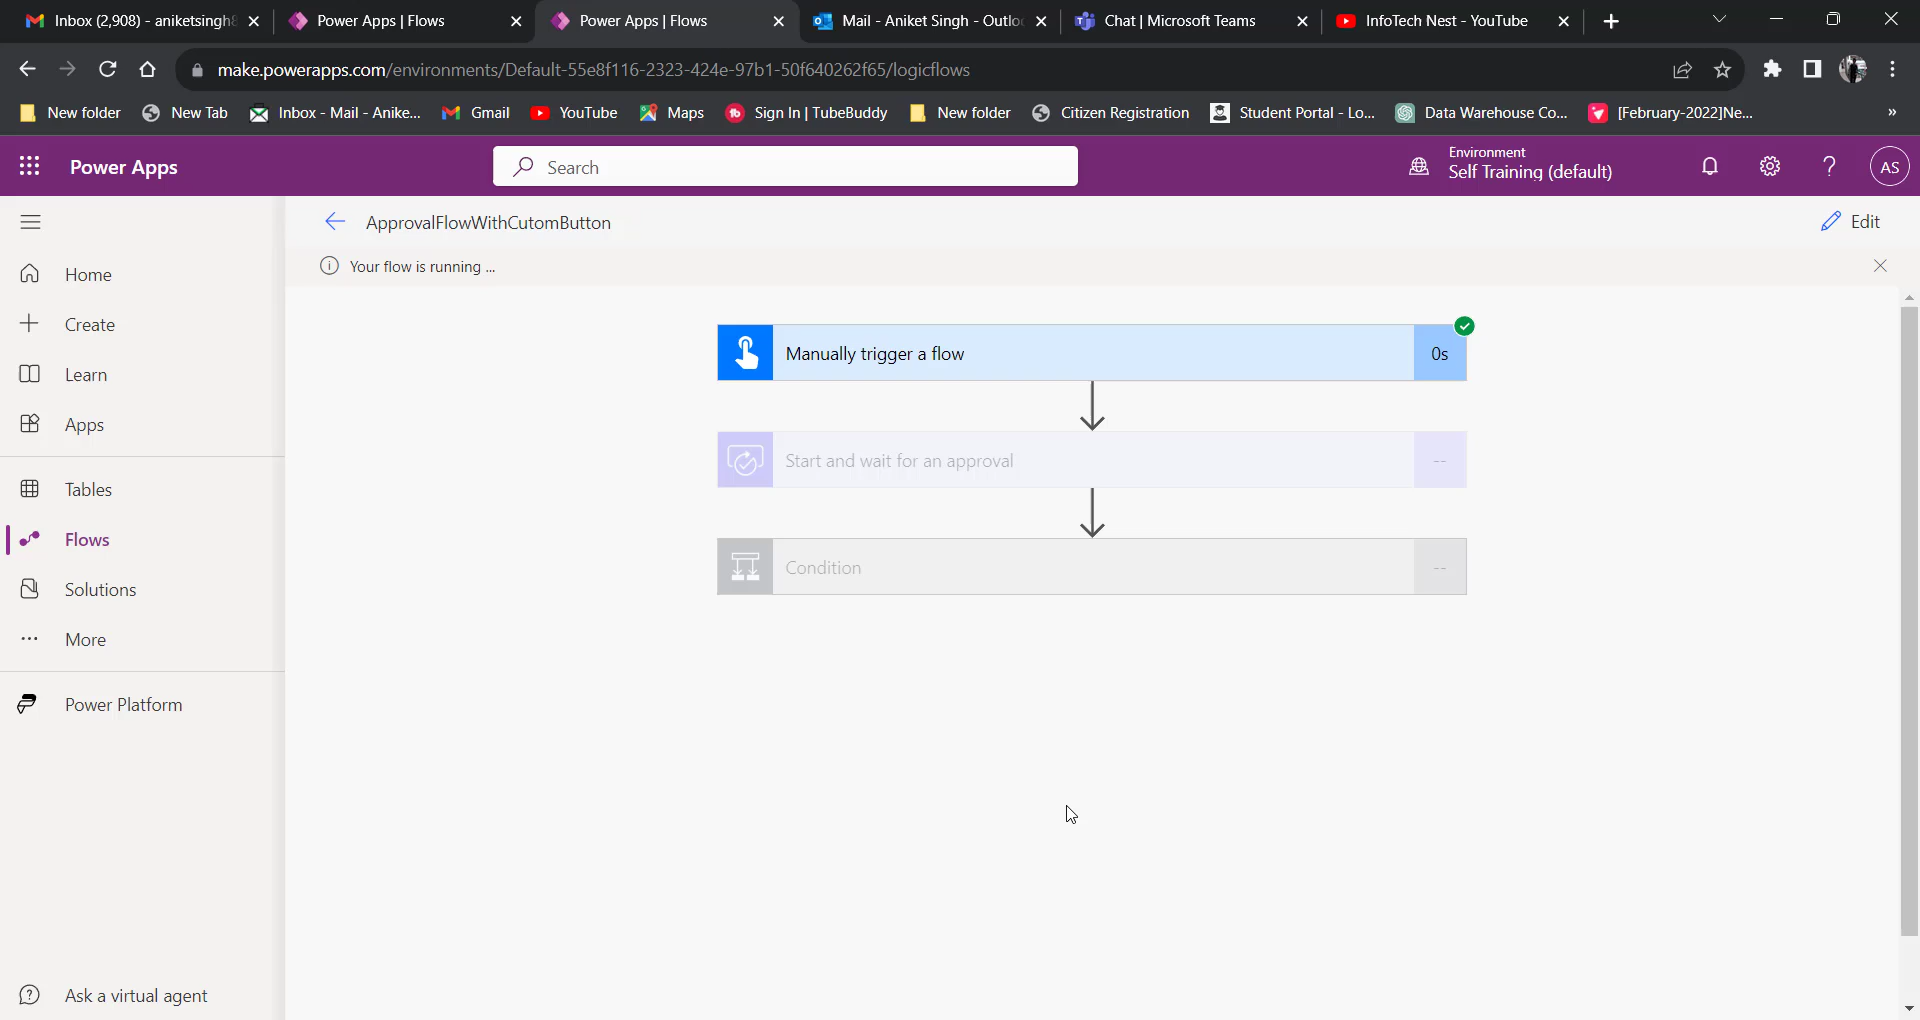 Inbox (2,908) - aniketsingh8
Power Apps | Flows
Power Apps | Flows
Mail - Aniket Singh - Outlo
Chat | Microsoft Teams
InfoTech Nest - YouTube
make.powerapps.com/environments/Default-55e8f116-2323-424e-97b1-50f640262f65/logicflows
New folder
New Tab
Inbox - Mail - Anike...
Gmail
YouTube
Maps
Sign In | TubeBuddy
New folder
Citizen Registration
Student Portal - Lo...
Data Warehouse Co...
[February-2022]Ne...
»
Power Apps
Search
Environment
Self Training (default)
AS
ApprovalFlowWithCutomButton
Edit
Your flow is running ...
Home
Create
Learn
Apps
Tables
Flows
Solutions
More
Power Platform
Ask a virtual agent
Manually trigger a flow
0s
Start and wait for an approval
--
Condition
--